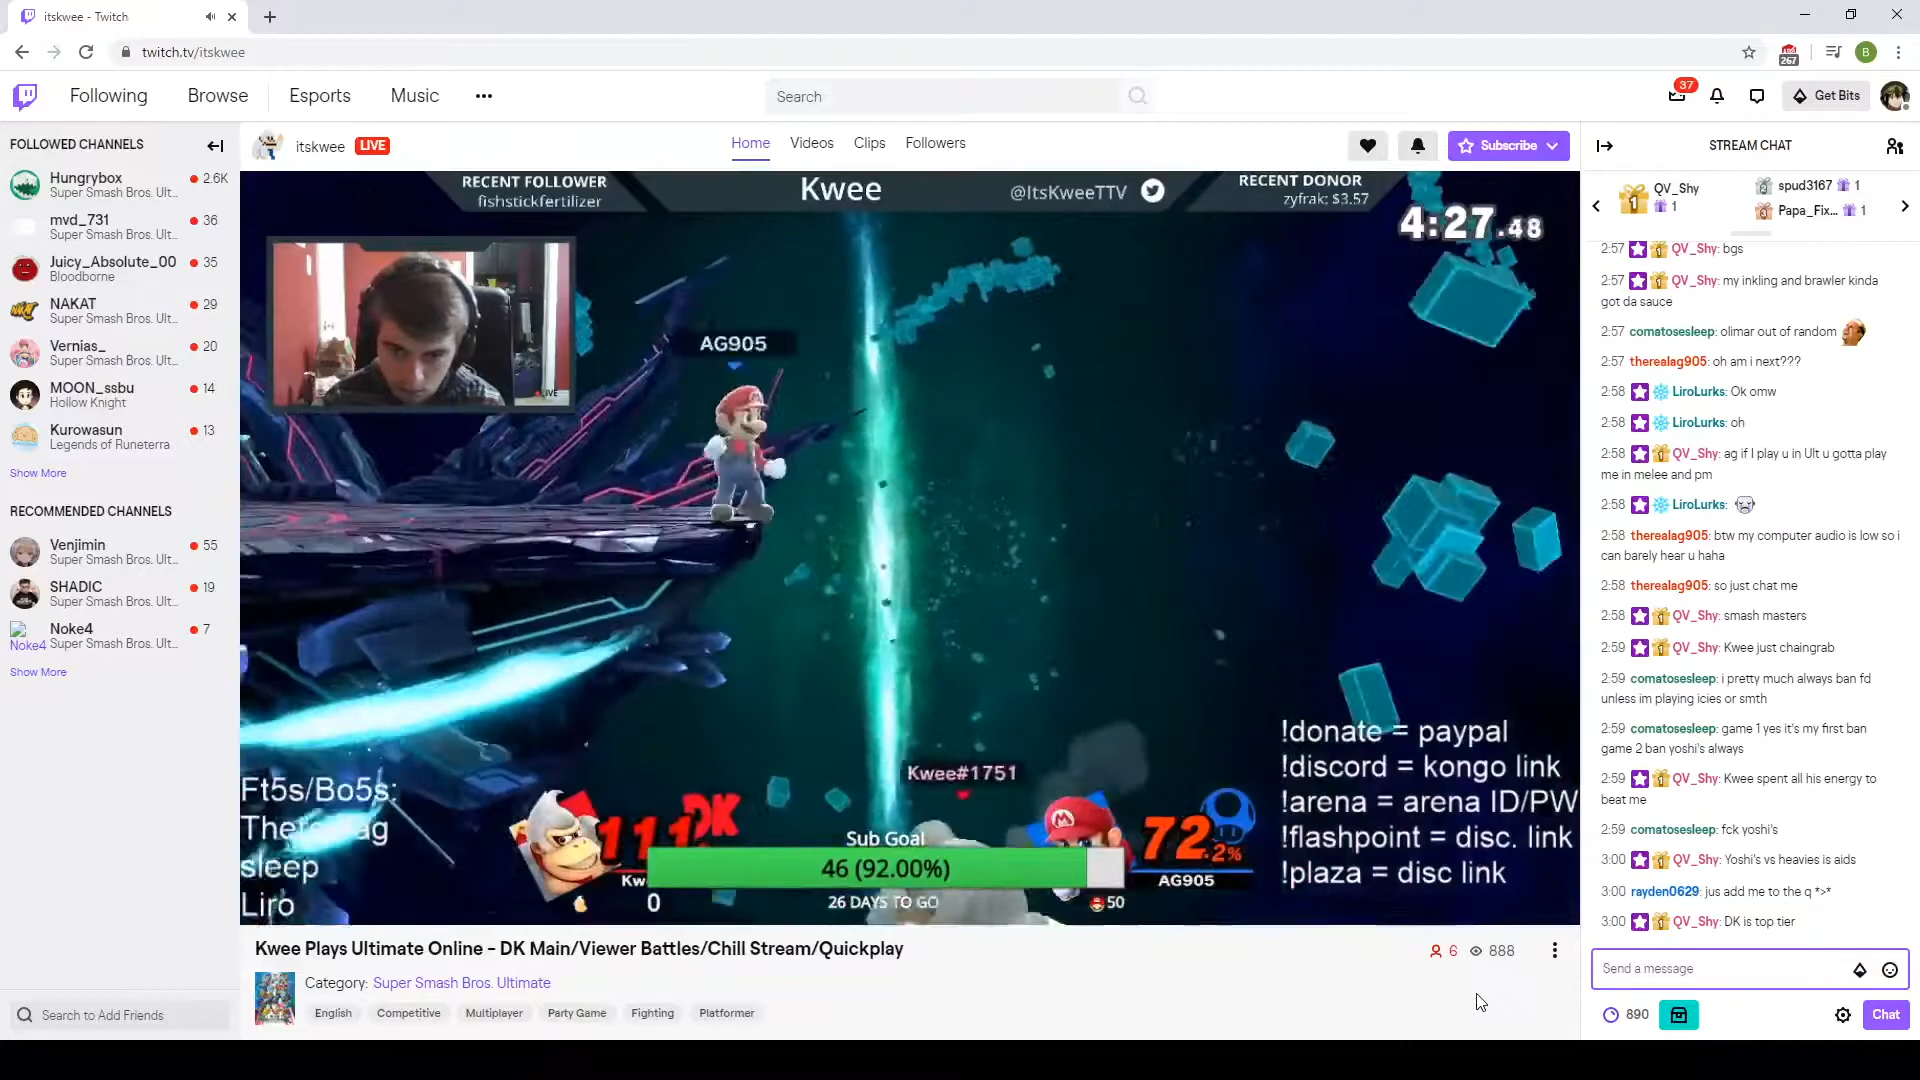 itskwee - Twitch
twitch.tv/itskwee
267
B
Following
Browse
Esports
Music
Search
37
Get Bits
FOLLOWED CHANNELS
Hungrybox
2.6K
Super Smash Bros. Ult...
mvd_731
36
Super Smash Bros. Ult...
Juicy_Absolute_00
35
Bloodborne
NAKAT
29
Super Smash Bros. Ult...
Vernias_
20
Super Smash Bros. Ult...
MOON_ssbu
14
Hollow Knight
Kurowasun
13
Legends of Runeterra
Show More
RECOMMENDED CHANNELS
Venjimin
55
Super Smash Bros. Ult...
SHADIC
19
Super Smash Bros. Ult...
Noke4
7
Noke4
Super Smash Bros. Ult...
Show More
Search to Add Friends
itskwee
LIVE
Home
Videos
Clips
Followers
Subscribe
RECENT FOLLOWER
fishstickfertilizer
Kwee
@ItsKweeTTV
RECENT DONOR
zyfrak: $3.57
4:27.48
LIVE
AG905
Kwee#1751
Ft5s/Bo5s:
sleep
Liro
111
DK
Kw
0
Sub Goal
46 (92.00%)
26 DAYS TO GO
72.2%
AG905
50
!donate = paypal
!discord = kongo link
!arena = arena ID/PW
!flashpoint = disc. link
!plaza = disc link
Kwee Plays Ultimate Online - DK Main/Viewer Battles/Chill Stream/Quickplay
6
888
Category: Super Smash Bros. Ultimate
English
Competitive
Multiplayer
Party Game
Fighting
Platformer
STREAM CHAT
1
QV_Shy
1
2
spud3167
1
3
Papa_Fix...
1
2:57 QV_Shy: bgs
2:57 QV_Shy: my inkling and brawler kinda
got da sauce
2:57 comatosesleep: olimar out of random
2:57 therealag905: oh am i next???
2:58 LiroLurks: Ok omw
2:58 LiroLurks: oh
2:58 QV_Shy: ag if I play u in Ult u gotta play
me in melee and pm
2:58 LiroLurks:
2:58 therealag905: btw my computer audio is low so i
can barely hear u haha
2:58 therealag905: so just chat me
2:58 QV_Shy: smash masters
2:59 QV_Shy: Kwee just chaingrab
2:59 comatosesleep: i pretty much always ban fd
unless im playing icies or smth
2:59 comatosesleep: game 1 yes it's my first ban
game 2 ban yoshi's always
2:59 QV_Shy: Kwee spent all his energy to
beat me
2:59 comatosesleep: fck yoshi's
3:00 QV_Shy: Yoshi's vs heavies is aids
3:00 rayden0629: jus add me to the q *>*
3:00 QV_Shy: DK is top tier
Send a message
890
Chat